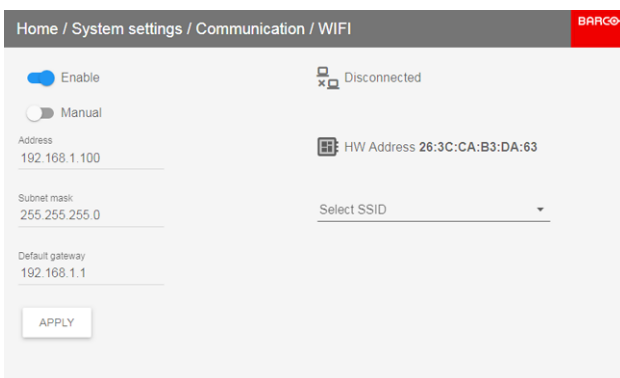 Home / System settings / Communication / WIFI
BARCO
Enable
Disconnected
Manual
Address
192.168.1.100
HW Address 26:3C:CA:B3:DA:63
Subnet mask
255.255.255.0
Select SSID
Default gateway
192.168.1.1
APPLY